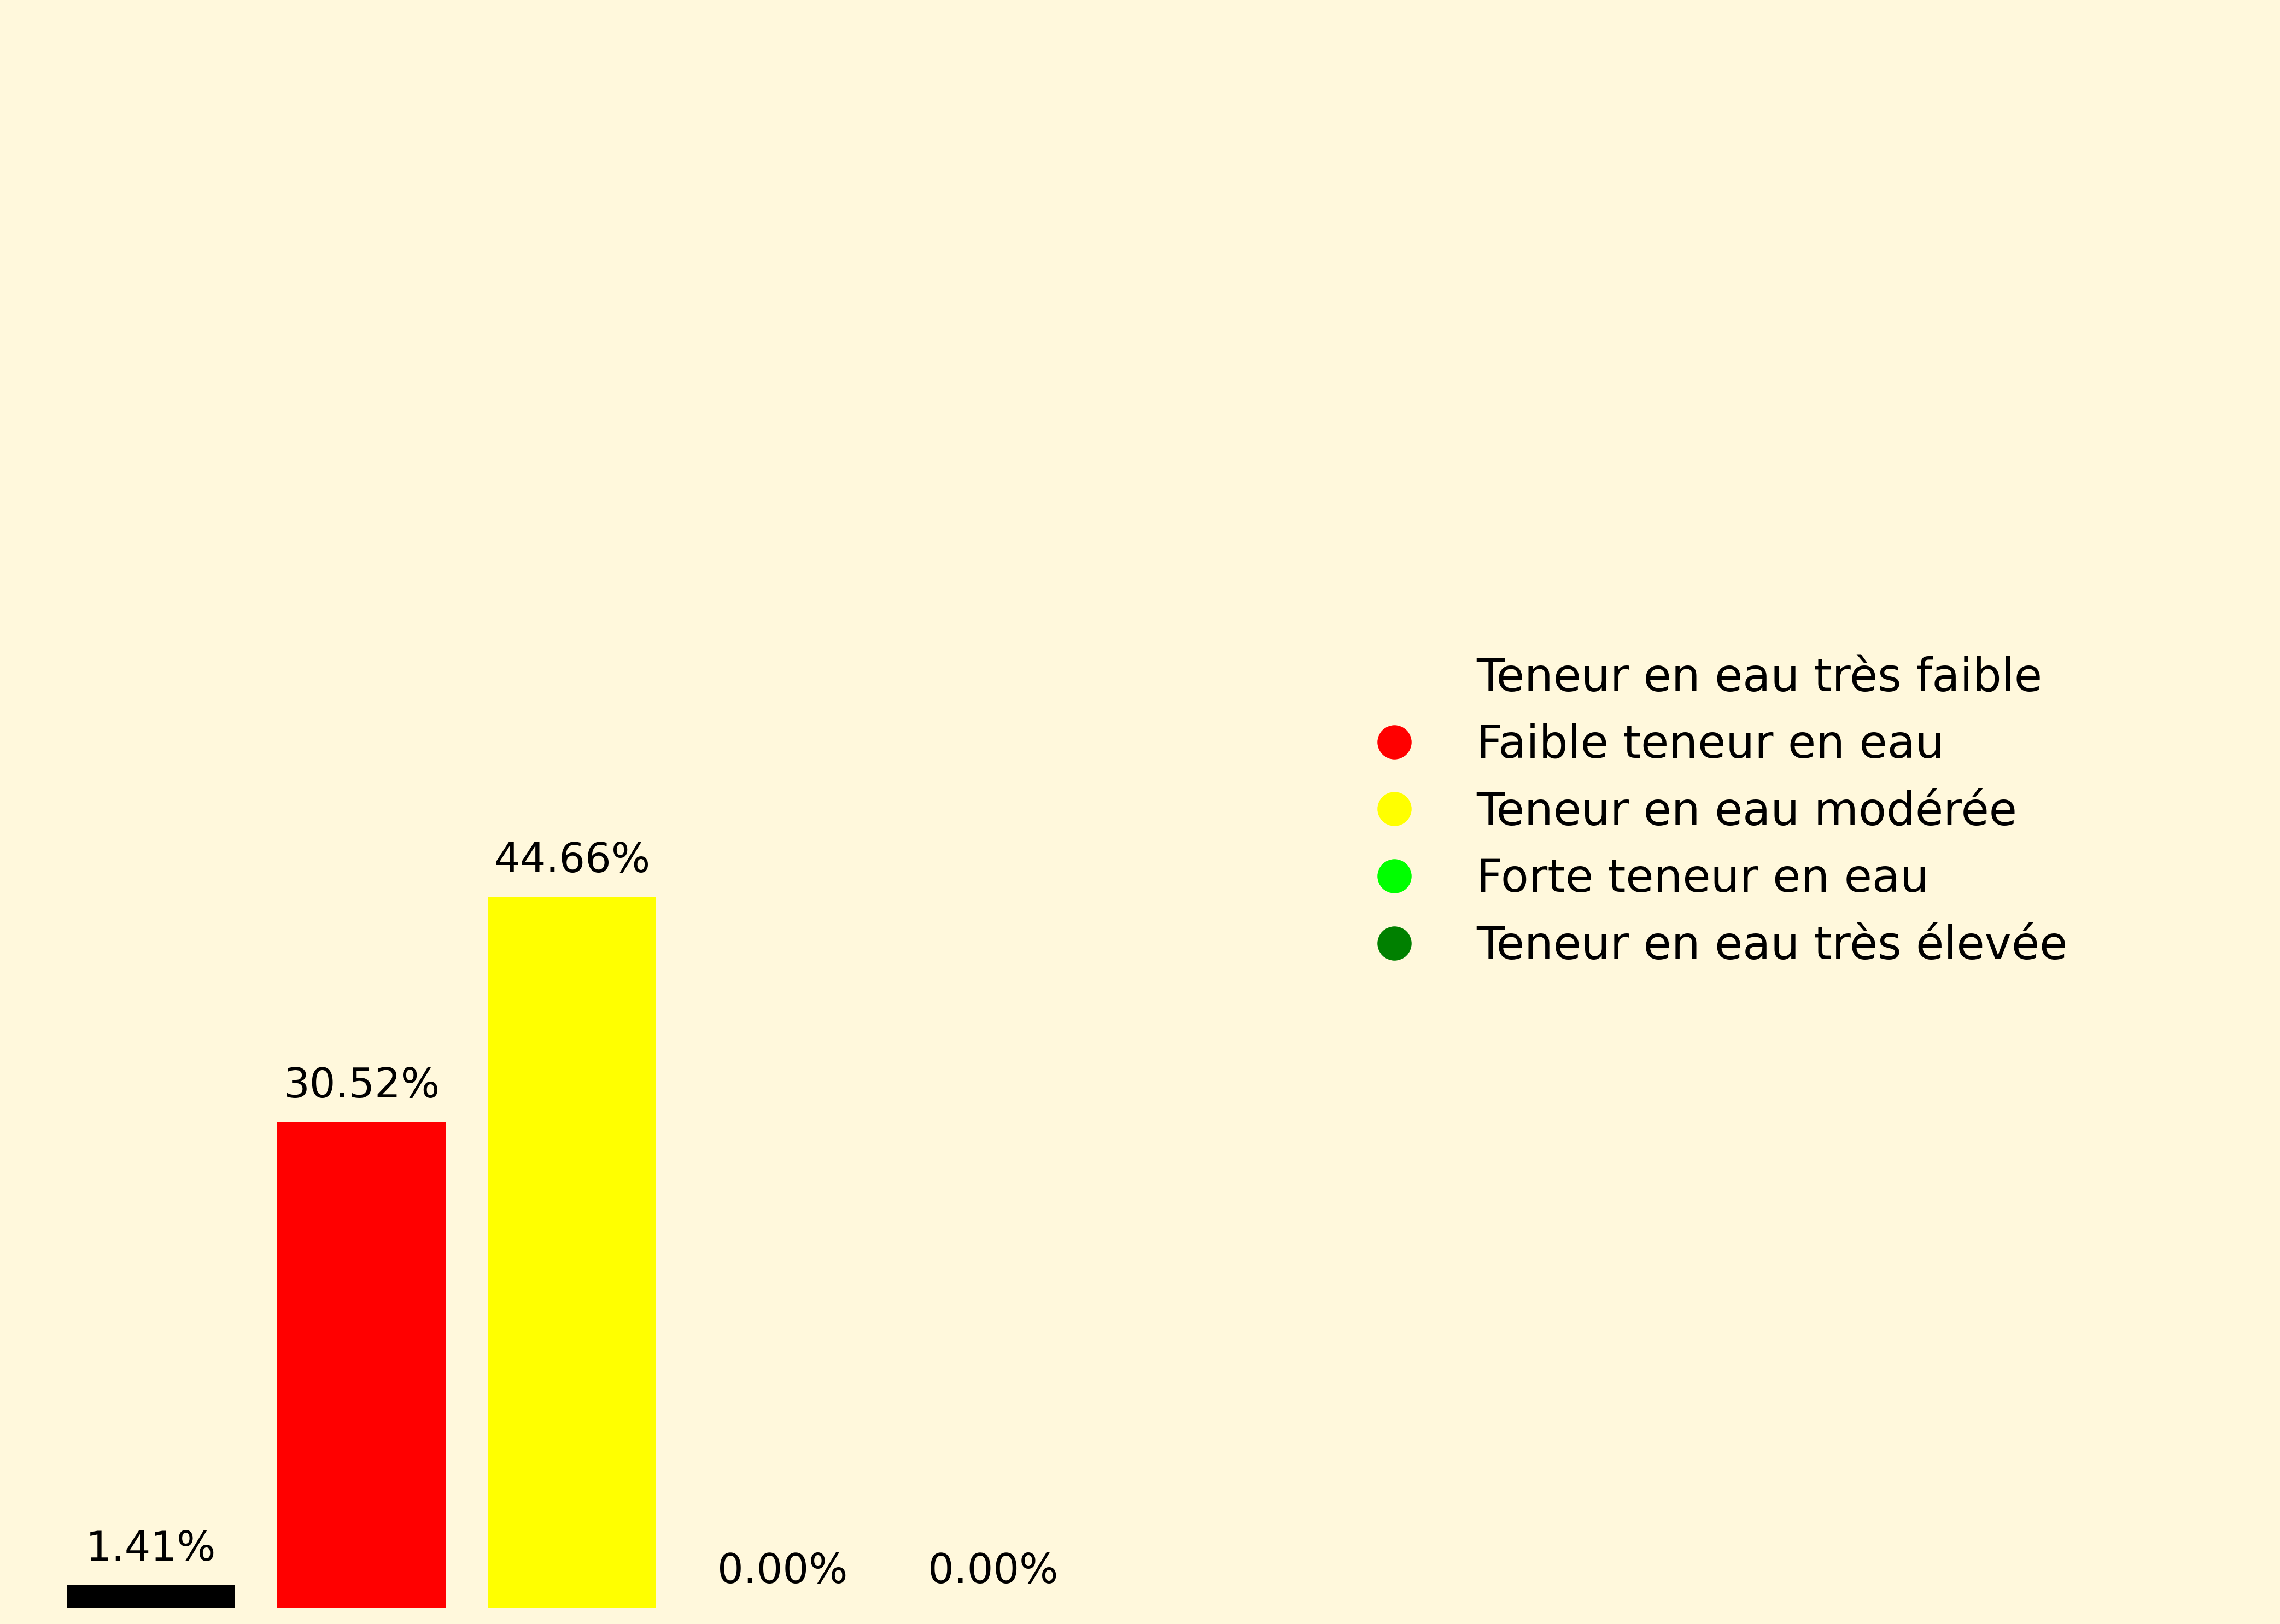 Teneur en eau très faible
Faible teneur en eau
Teneur en eau modérée
Forte teneur en eau
Teneur en eau très élevée
44.66%
30.52%
1.41%
0.00%
0.00%